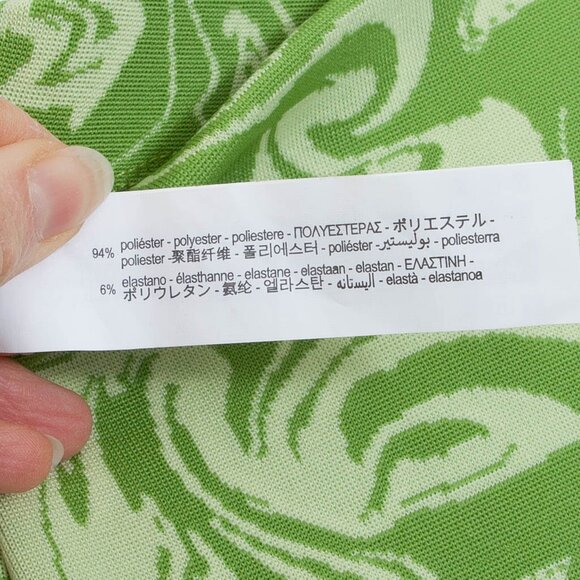 94% poliéster - polyester - poliestere - ΠΟΛΥΕΣΤΕΡΑΣ - ポリエステル -
poliester -聚酯纤维 - 폴리에스터 - poliéster - بوليستير - poliesterra
6% elastano - élasthanne - elastane - elastaan - elastan - ΕΛΑΣΤΙΝΗ -
ポリウレタン - 氨纶 - 엘라스탄 - اليستانه - elastà - elastanoa